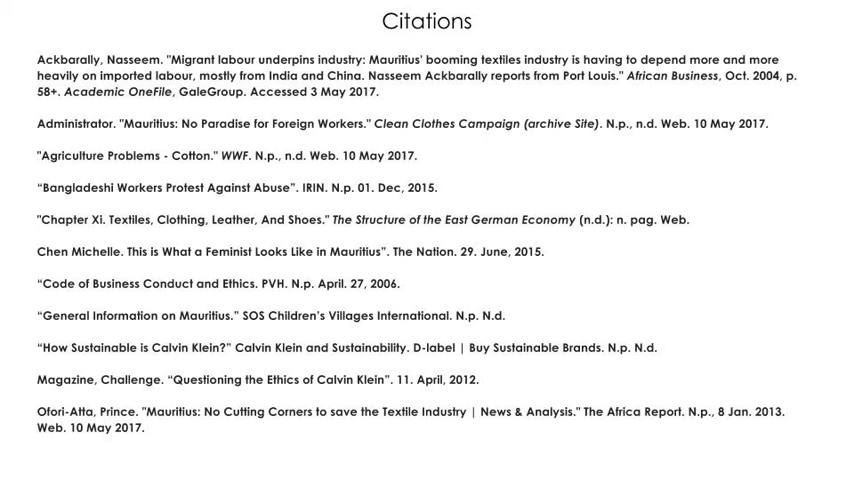 Citations
Ackbarally, Nasseem. "Migrant labour underpins industry: Mauritius' booming textiles industry is having to depend more and more
heavily on imported labour, mostly from India and China. Nasseem Ackbarally reports from Port Louis." African Business, Oct. 2004, p.
58+. Academic OneFile, GaleGroup. Accessed 3 May 2017.
Administrator. "Mauritius: No Paradise for Foreign Workers." Clean Clothes Campaign (archive Site). N.p., n.d. Web. 10 May 2017.
"Agriculture Problems - Cotton." WWF. N.p., n.d. Web. 10 May 2017.
“Bangladeshi Workers Protest Against Abuse”. IRIN. N.p. 01. Dec, 2015.
"Chapter Xi. Textiles, Clothing, Leather, And Shoes." The Structure of the East German Economy (n.d.): n. pag. Web.
Chen Michelle. This is What a Feminist Looks Like in Mauritius”. The Nation. 29. June, 2015.
“Code of Business Conduct and Ethics. PVH. N.p. April. 27, 2006.
“General Information on Mauritius.” SOS Children’s Villages International. N.p. N.d.
“How Sustainable is Calvin Klein?” Calvin Klein and Sustainability. D-label | Buy Sustainable Brands. N.p. N.d.
Magazine, Challenge. “Questioning the Ethics of Calvin Klein”. 11. April, 2012.
Ofori-Atta, Prince. "Mauritius: No Cutting Corners to save the Textile Industry | News & Analysis." The Africa Report. N.p., 8 Jan. 2013.
Web. 10 May 2017.